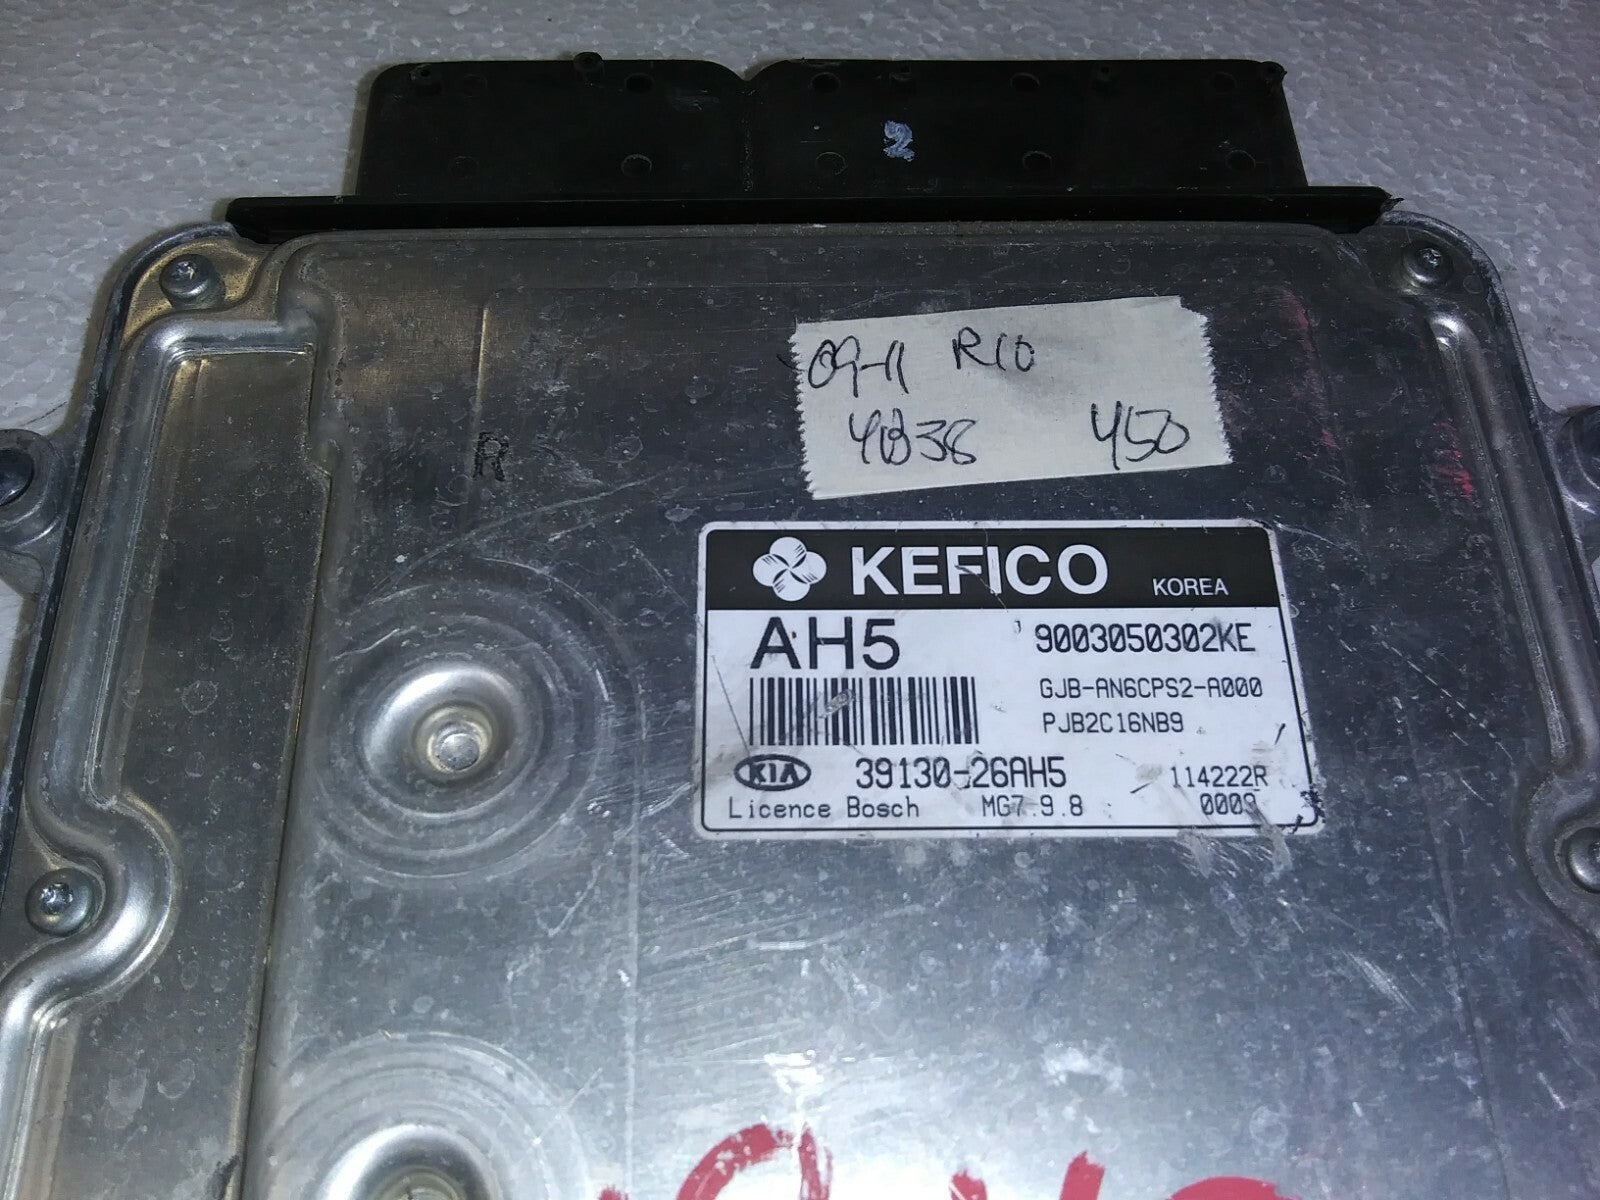 2
09-11 RIO
4B38 450
R
KEFICO KOREA
AH5 9003050302KE
GJB-AN6CPS2-A000
PJB2C16NB9
KIA 39130-26AH5 114222R
Licence Bosch MG7.9.8 0009